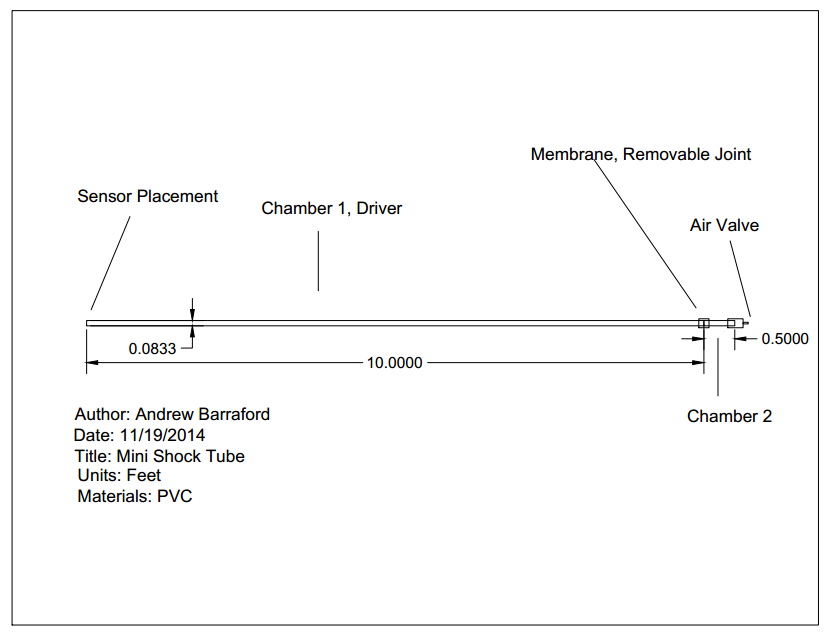 Membrane, Removable Joint
Sensor Placement
Chamber 1, Driver
Air Valve
0.0833
0.5000
10.0000
Chamber 2
Author: Andrew Barraford
Date: 11/19/2014
Title: Mini Shock Tube
Units: Feet
Materials: PVC